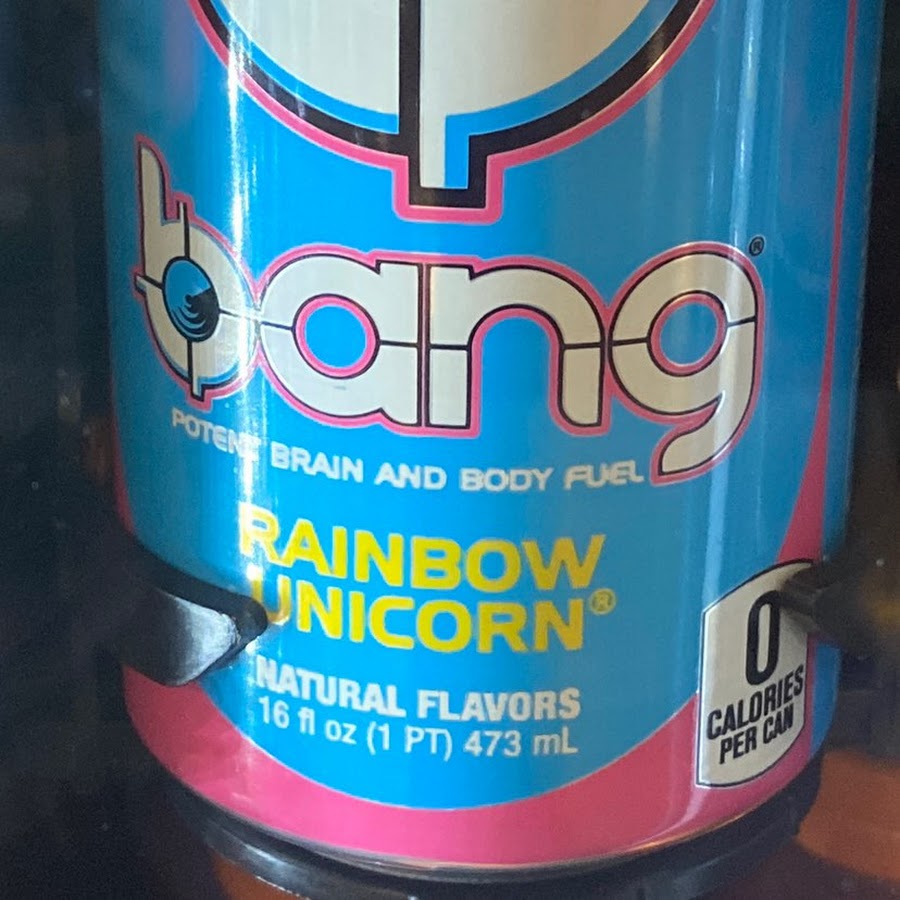 bang®
POTENT BRAIN AND BODY FUEL
RAINBOW
UNICORN®
NATURAL FLAVORS
16 fl oz (1 PT) 473 mL
0
CALORIES
PER CAN